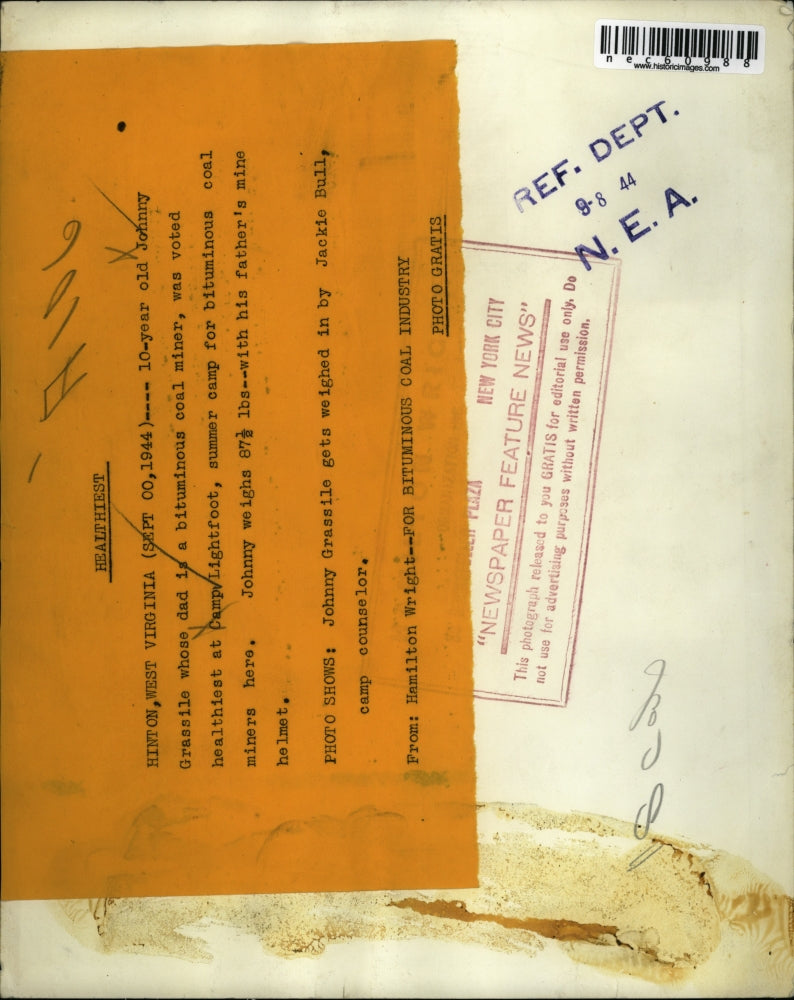 HEALTHIEST
HINTON,WEST VIRGINIA (SEPT 00,1944)---- 10-year old Johnny
Grassile whose dad is a bituminous coal miner, was voted
healthiest at Camp Lightfoot, summer camp for bituminous coal
miners here. Johnny weighs 87½ lbs--with his father's mine
helmet.
PHOTO SHOWS: Johnny Grassile gets weighed in by Jackie Bull,
camp counselor.
From: Hamilton Wright--FOR BITUMINOUS COAL INDUSTRY
PHOTO GRATIS
PLAZA NEW YORK CITY
"NEWSPAPER FEATURE NEWS"
This photograph released to you GRATIS for editorial use only. Do
not use for advertising purposes without written permission.
REF. DEPT.
9-8 44
N. E. A.
nec60988
www.historicimages.com